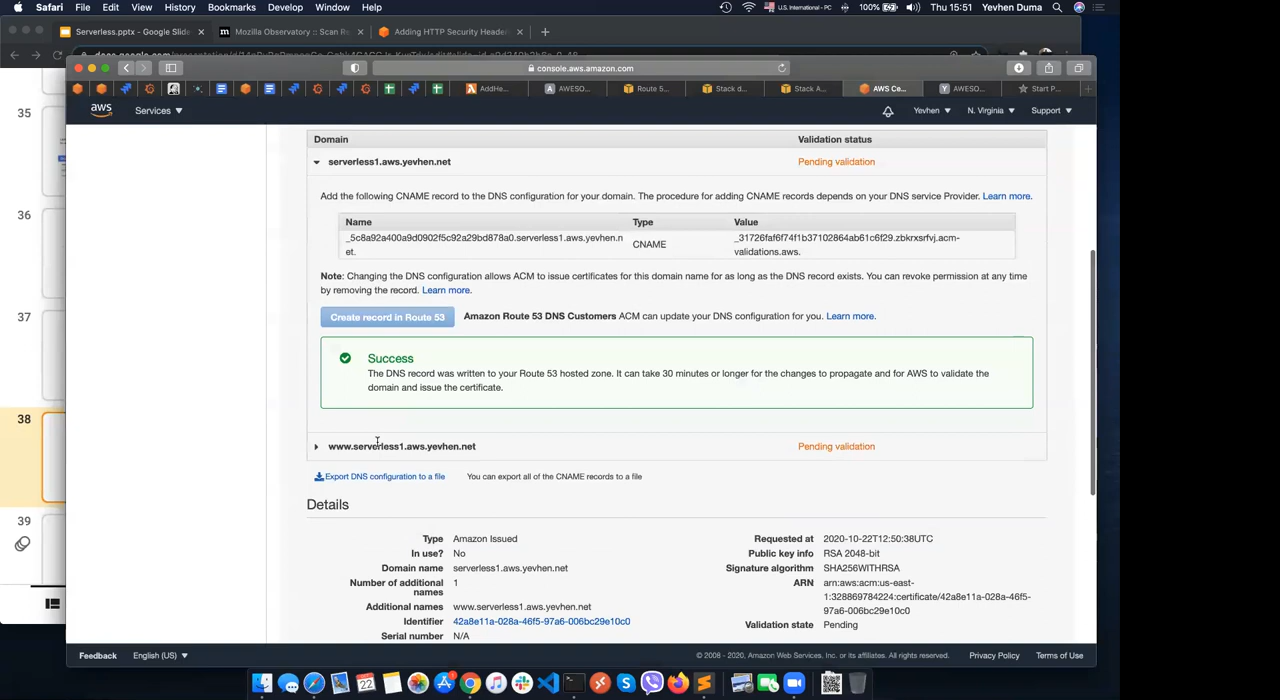 Safari File Edit View History Bookmarks Develop Window Help
U.S. International - PC 100% Thu 15:51 Yevhen Duma
Serverless.pptx - Google Slide Mozilla Observatory :: Scan R Adding HTTP Security Header
console.aws.amazon.com
AddHe... AWESO... Route 5... Stack d... Stack A... AWS Ce... AWESO... Start P...
aws Services Yevhen N. Virginia Support
35
36
37
38
39
Domain Validation status
serverless1.aws.yevhen.net Pending validation
Add the following CNAME record to the DNS configuration for your domain. The procedure for adding CNAME records depends on your DNS service Provider. Learn more.
Name Type Value
_5c8a92a400a9d0902f5c92a29bd878a0.serverless1.aws.yevhen.n CNAME _31726faf6f74f1b37102864ab61c6f29.zbkrxsrfvj.acm-
et. validations.aws.
Note: Changing the DNS configuration allows ACM to issue certificates for this domain name for as long as the DNS record exists. You can revoke permission at any time
by removing the record. Learn more.
Create record in Route 53 Amazon Route 53 DNS Customers ACM can update your DNS configuration for you. Learn more.
Success
The DNS record was written to your Route 53 hosted zone. It can take 30 minutes or longer for the changes to propagate and for AWS to validate the
domain and issue the certificate.
www.serverless1.aws.yevhen.net Pending validation
Export DNS configuration to a file You can export all of the CNAME records to a file
Details
Type Amazon Issued Requested at 2020-10-22T12:50:38UTC
In use? No Public key info RSA 2048-bit
Domain name serverless1.aws.yevhen.net Signature algorithm SHA256WITHRSA
Number of additional 1 ARN arn:aws:acm:us-east-
names 1:328869784224:certificate/42a8e11a-028a-46f5-
Additional names www.serverless1.aws.yevhen.net 97a6-006bc29e10c0
Identifier 42a8e11a-028a-46f5-97a6-006bc29e10c0 Validation state Pending
Serial number N/A
Feedback English (US) © 2008 - 2020, Amazon Web Services, Inc. or its affiliates. All rights reserved. Privacy Policy Terms of Use
22